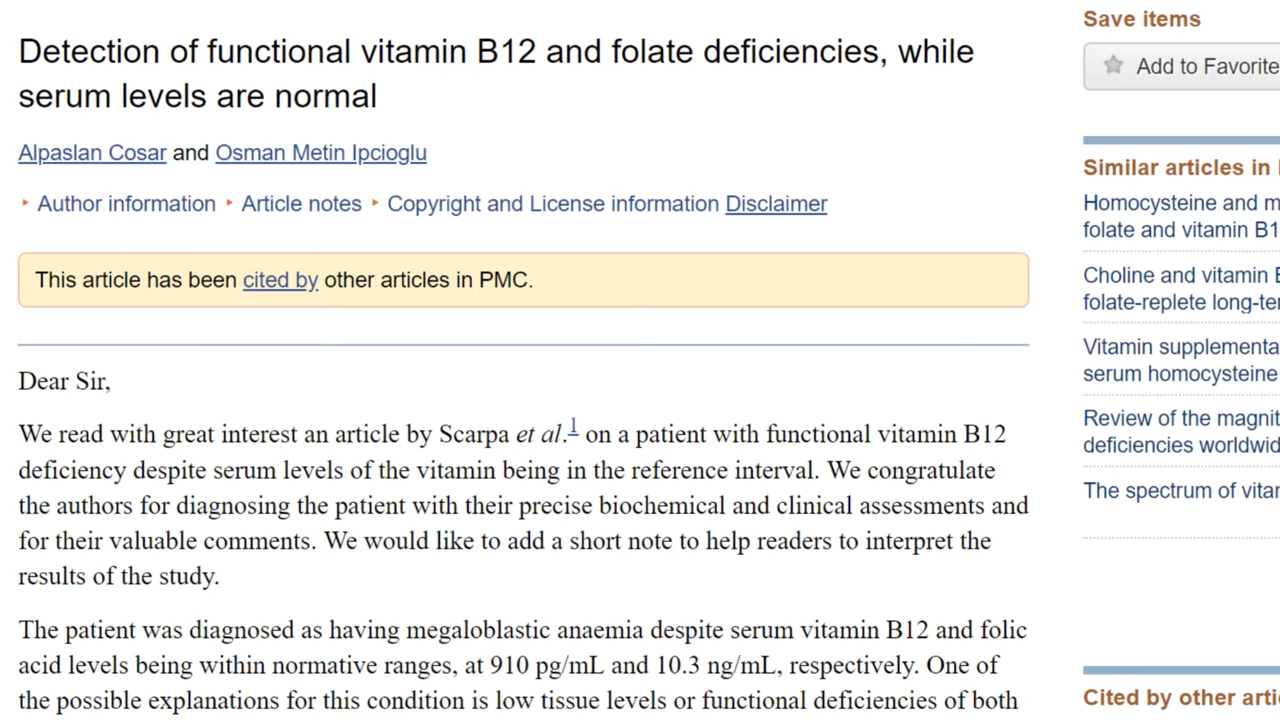 Detection of functional vitamin B12 and folate deficiencies, while
serum levels are normal
Alpaslan Cosar and Osman Metin Ipcioglu
‣ Author information ‣ Article notes ‣ Copyright and License information Disclaimer
This article has been cited by other articles in PMC.
Dear Sir,
We read with great interest an article by Scarpa et al.1 on a patient with functional vitamin B12
deficiency despite serum levels of the vitamin being in the reference interval. We congratulate
the authors for diagnosing the patient with their precise biochemical and clinical assessments and
for their valuable comments. We would like to add a short note to help readers to interpret the
results of the study.
The patient was diagnosed as having megaloblastic anaemia despite serum vitamin B12 and folic
acid levels being within normative ranges, at 910 pg/mL and 10.3 ng/mL, respectively. One of
the possible explanations for this condition is low tissue levels or functional deficiencies of both
Save items
Add to Favorite
Similar articles in
Homocysteine and
folate and vitamin
Choline and vitamin
folate-replete
Vitamin
serum homocysteine
Review of the
deficiencies
The spectrum of
Cited by other